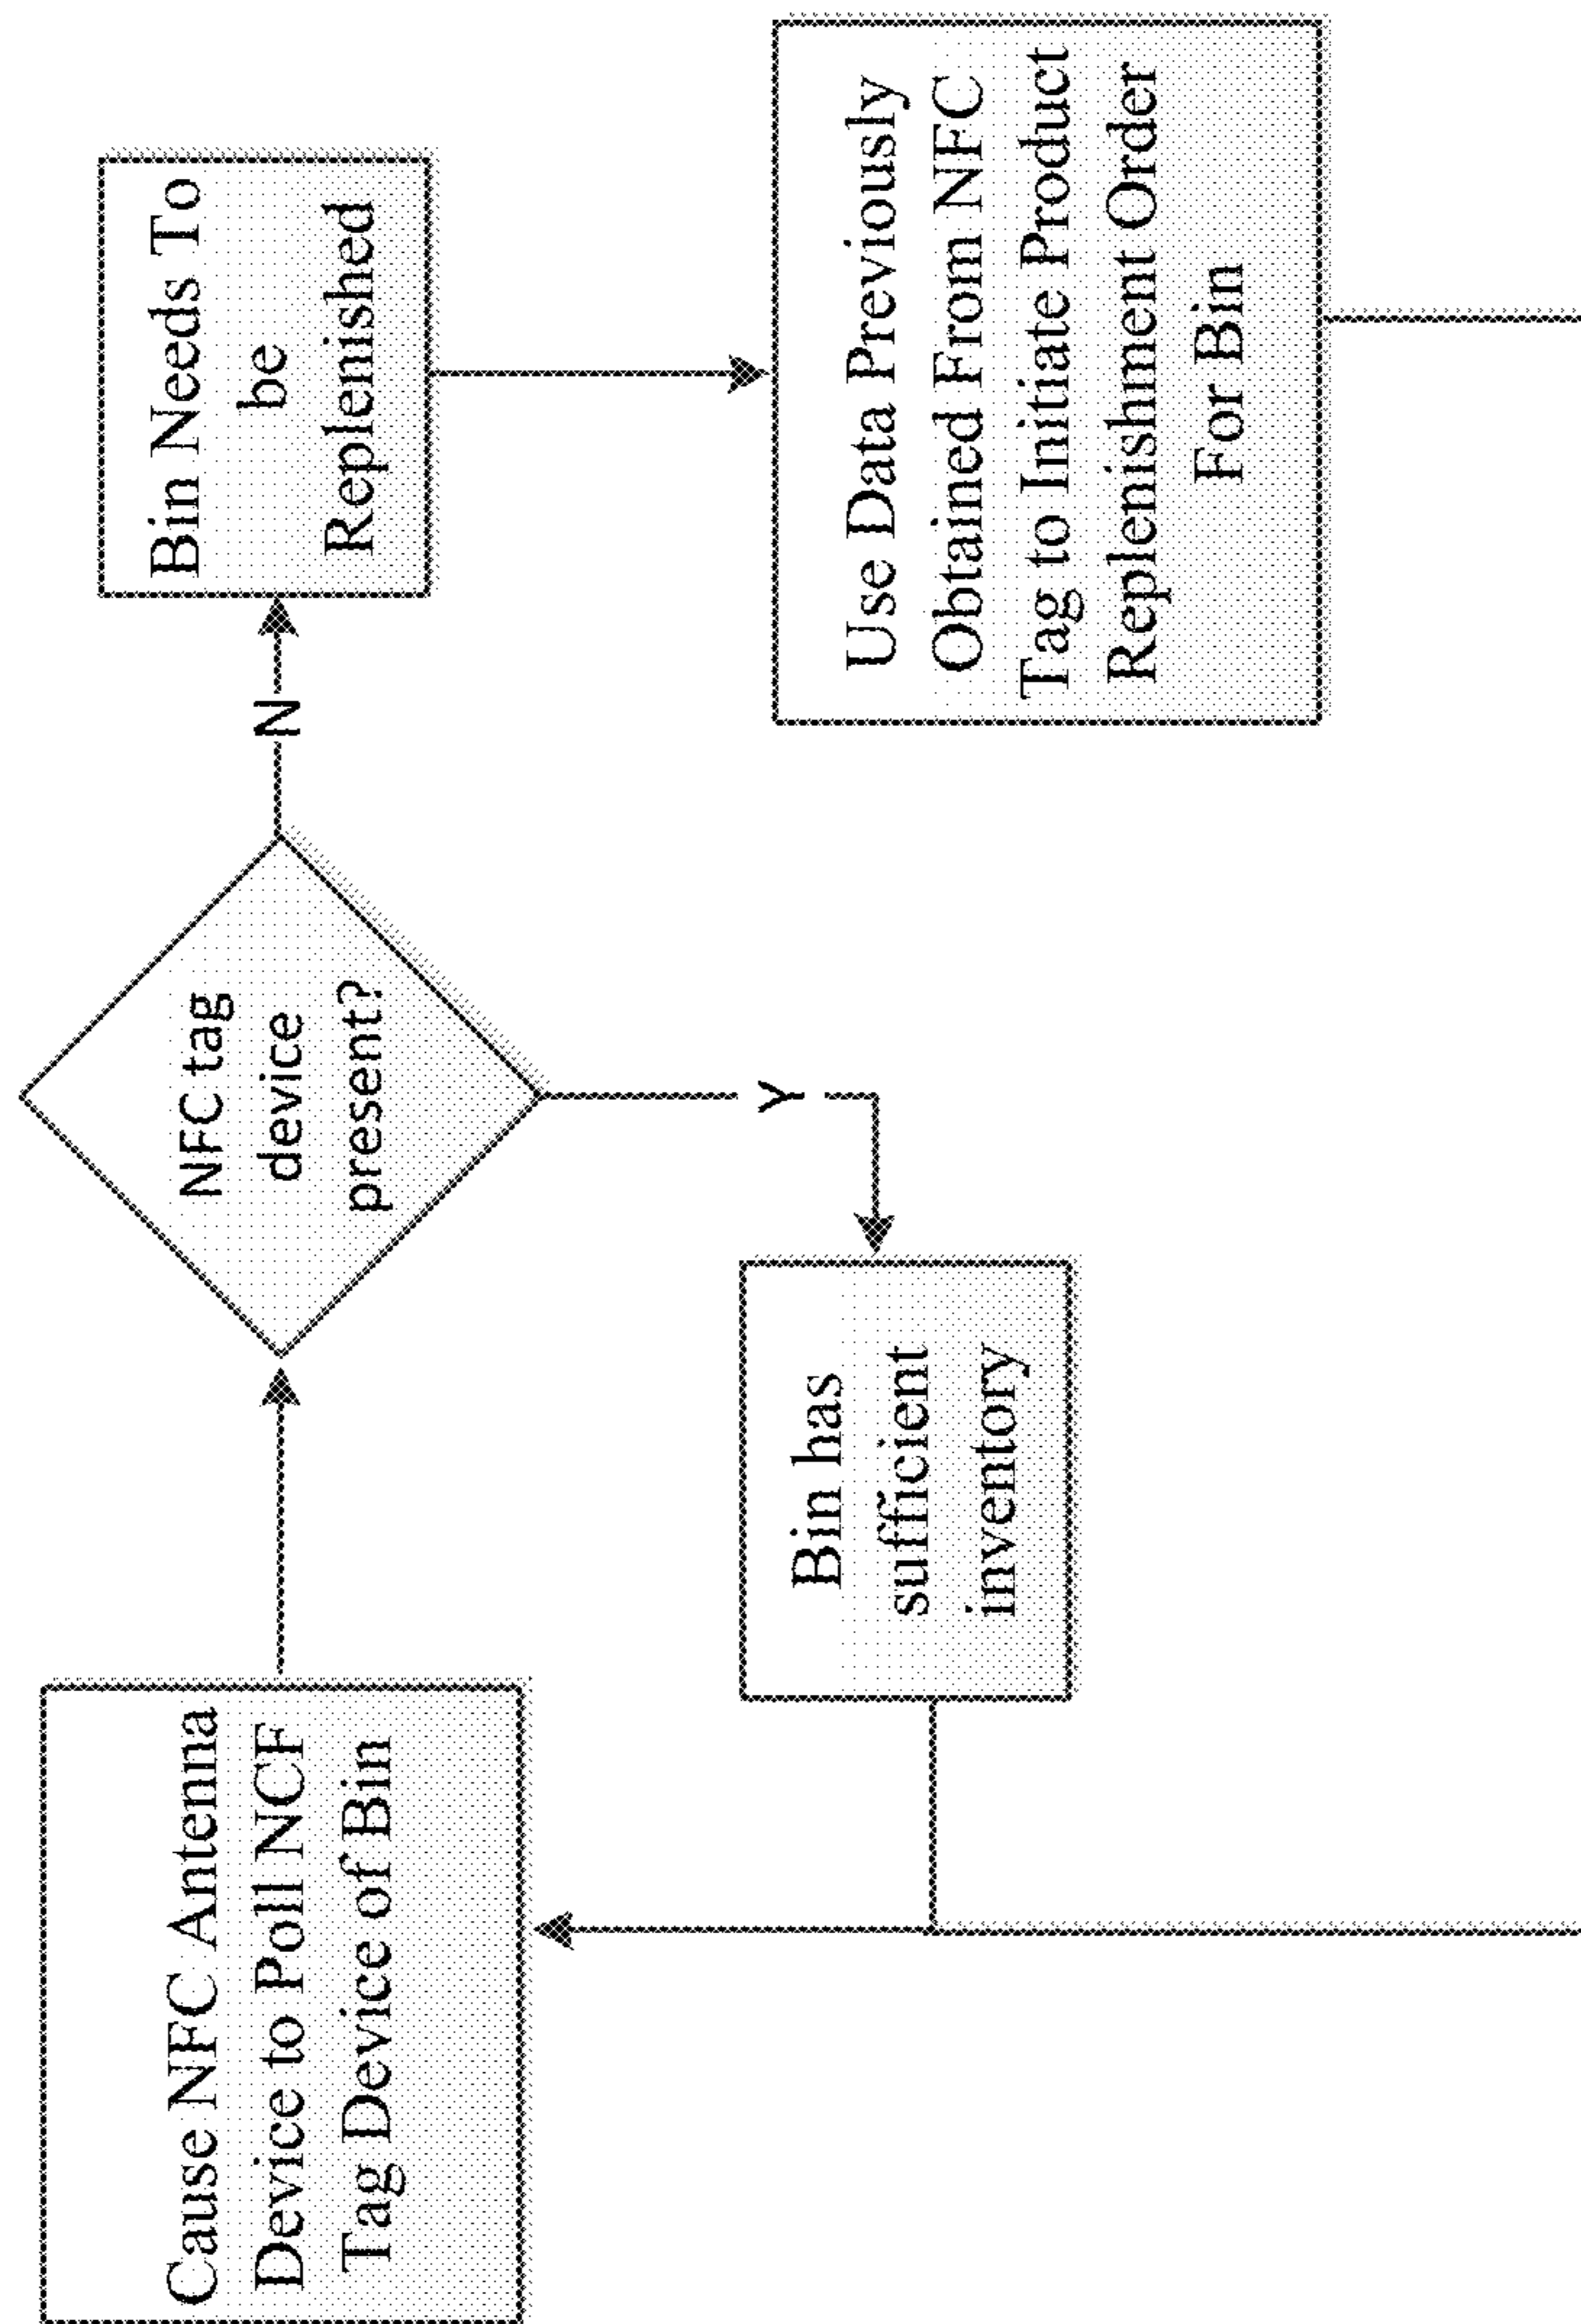 Cause NFC Antenna
Device to Poll NCF
Tag Device of Bin
NFC tag
device
present?
N
Bin Needs To
be
Replenished
Y
Bin has
sufficient
inventory
Use Data Previously
Obtained From NFC
Tag to Initiate Product
Replenishment Order
For Bin